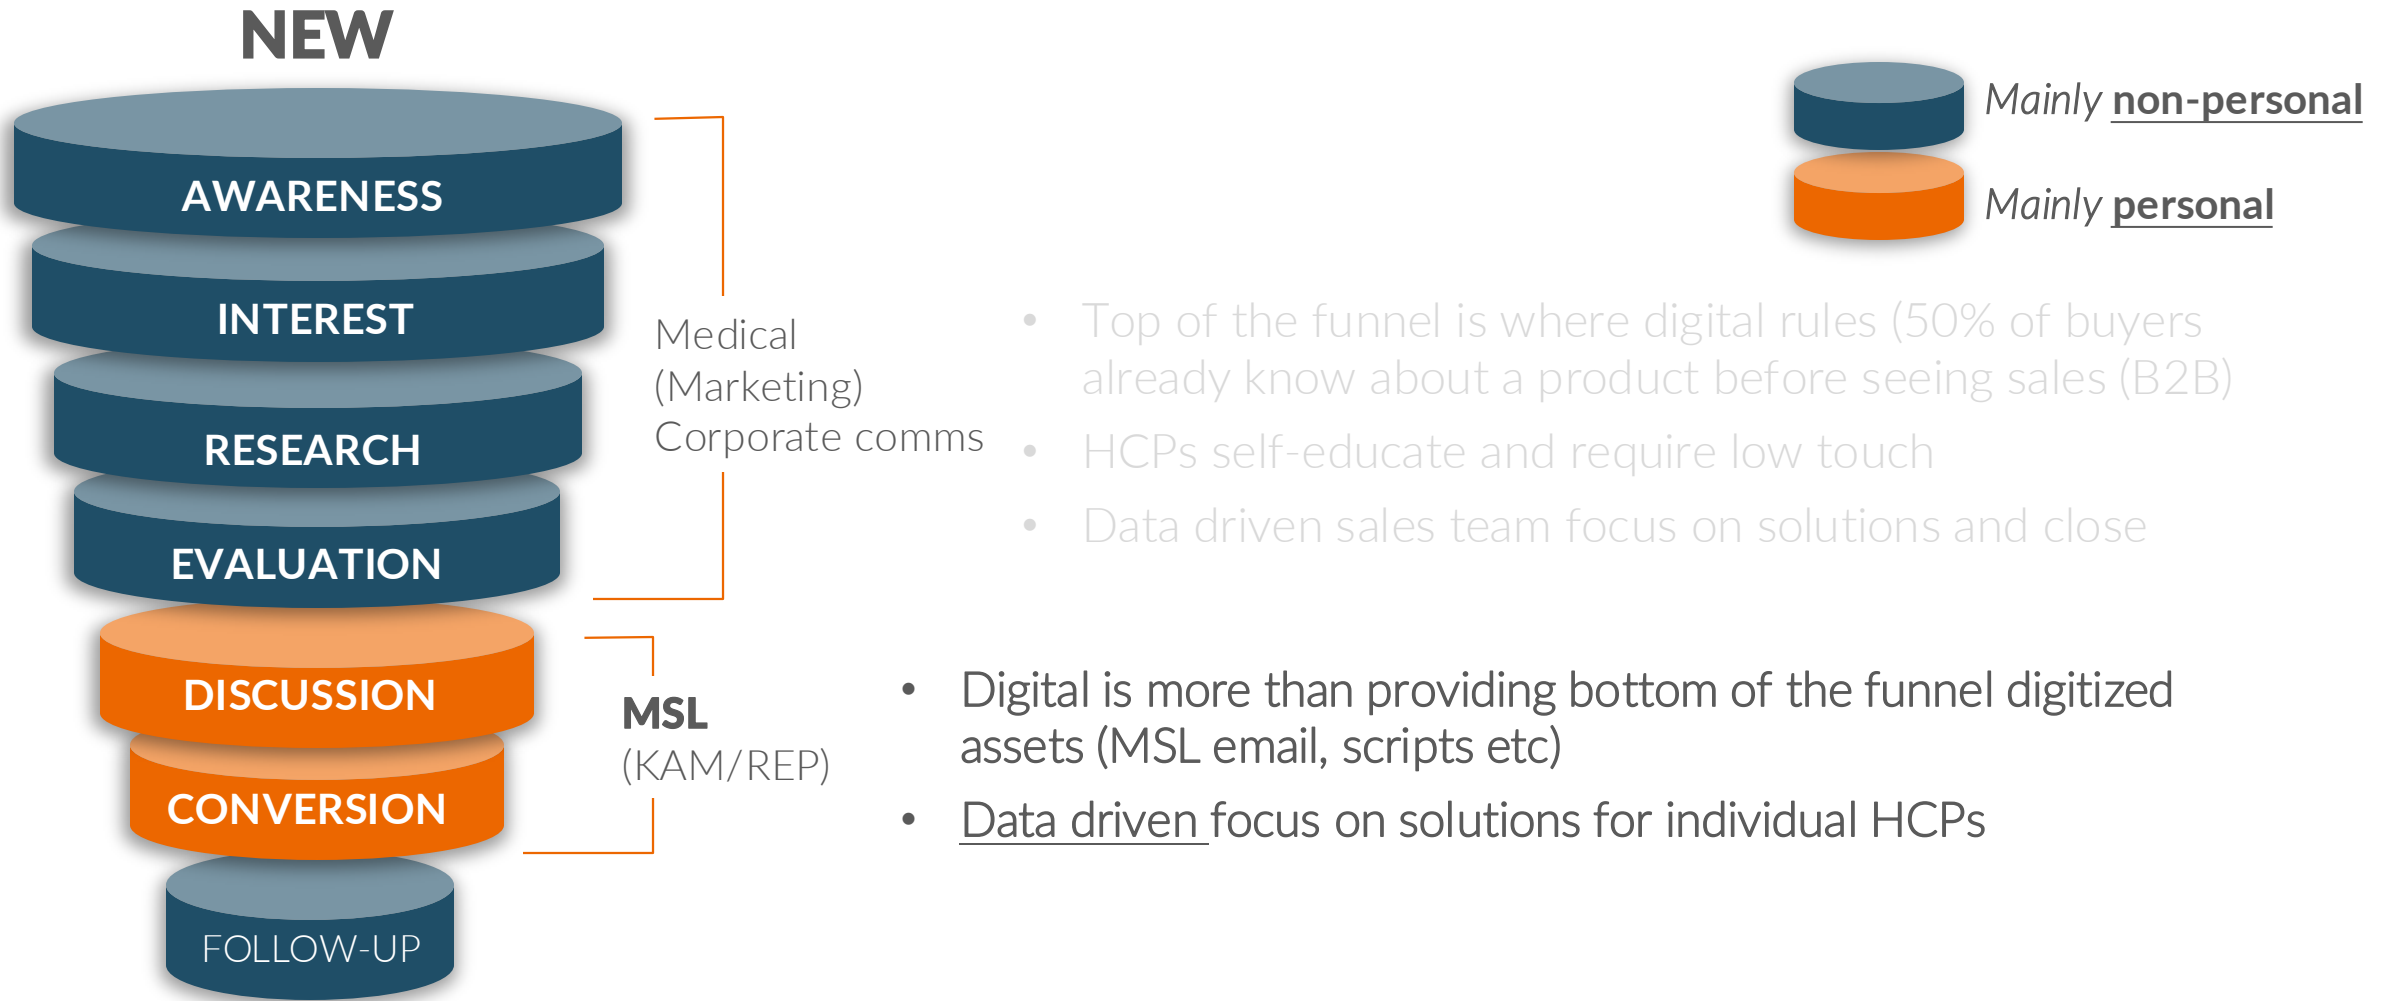 NEW
AWARENESS
INTEREST
RESEARCH
EVALUATION
DISCUSSION
CONVERSION
FOLLOW-UP
Medical
(Marketing)
Corporate comms
MSL
(KAM/REP)
Mainly non-personal
Mainly personal
• Top of the funnel is where digital rules (50% of buyers
already know about a product before seeing sales (B2B)
• HCPs self-educate and require low touch
• Data driven sales team focus on solutions and close
• Digital is more than providing bottom of the funnel digitized
assets (MSL email, scripts etc)
• Data driven focus on solutions for individual HCPs